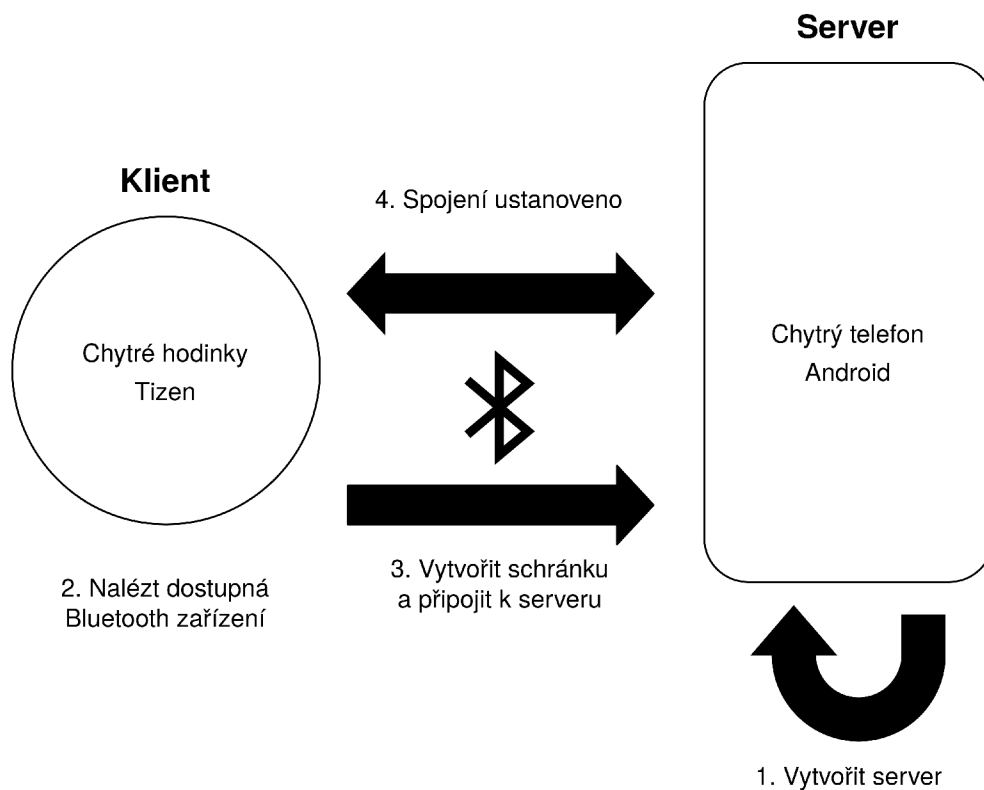 Server
Klient
4. Spojení ustanoveno
Chytré hodinky
Tizen
Chytrý telefon
Android
2. Nalézt dostupná
Bluetooth zařízení
3. Vytvořit schránku
a připojit k serveru
1. Vytvořit server